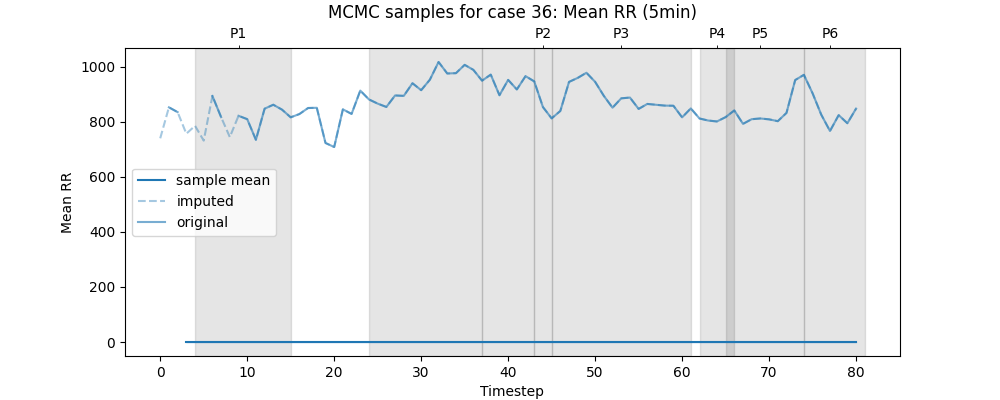 MCMC samples for case 36: Mean RR (5min)
P1 P2 P3 P4 P5 P6
1000
800
600
400
200
0
Mean RR
sample mean
imputed
original
0 10 20 30 40 50 60 70 80
Timestep